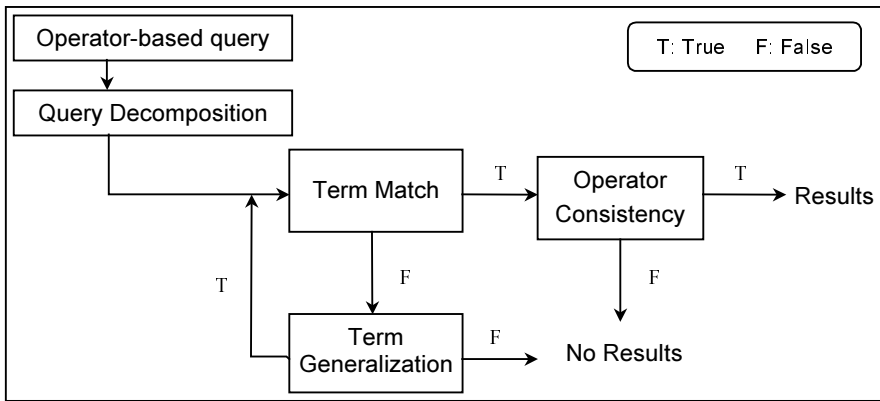 Operator-based query
T: True F: False
Query Decomposition
Term Match
T
Operator
Consistency
T
Results
T
F
F
Term
Generalization
F
No Results